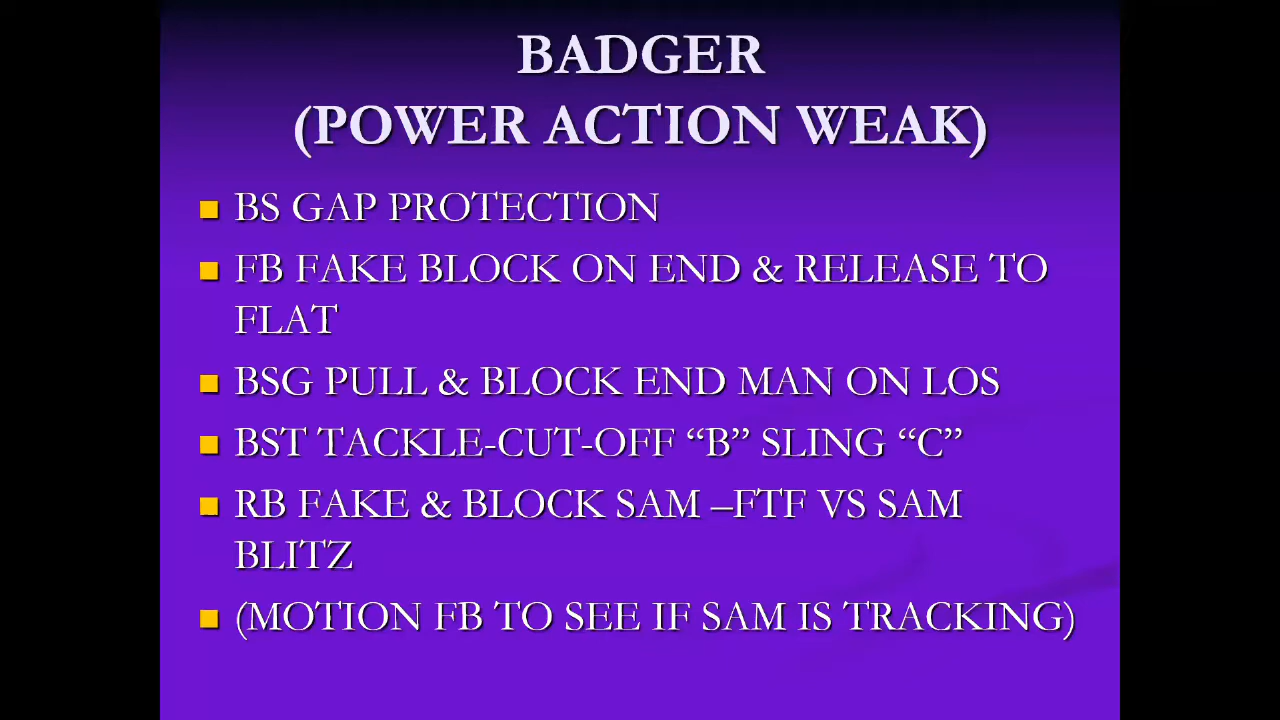 BADGER
(POWER ACTION WEAK)
BS GAP PROTECTION
FB FAKE BLOCK ON END & RELEASE TO
FLAT
BSG PULL & BLOCK END MAN ON LOS
BST TACKLE-CUT-OFF “B” SLING “C”
RB FAKE & BLOCK SAM –FTF VS SAM
BLITZ
(MOTION FB TO SEE IF SAM IS TRACKING)